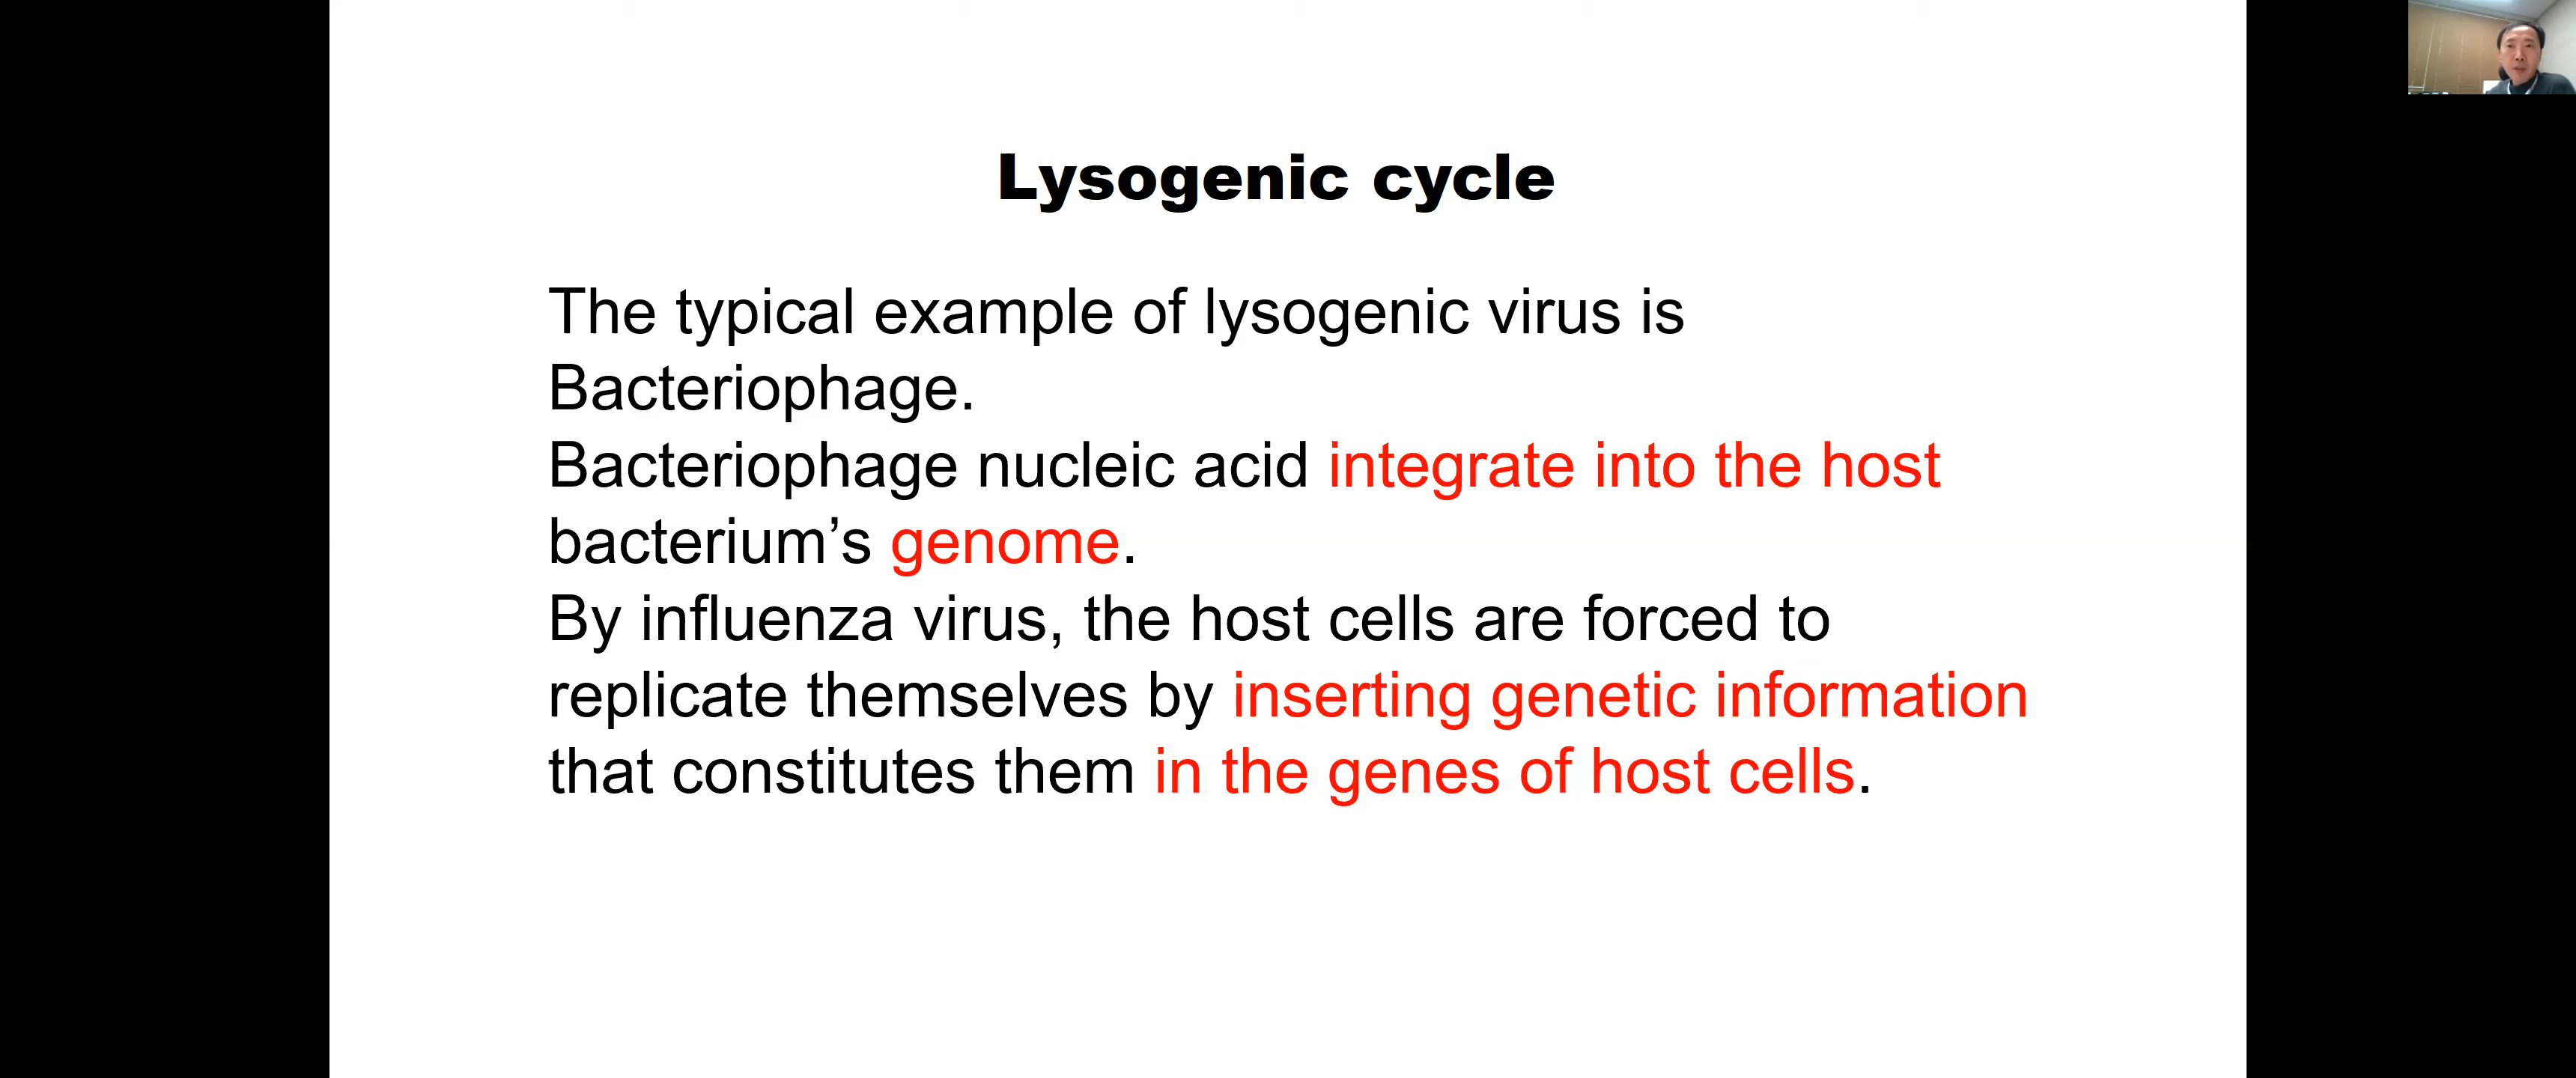 Lysogenic cycle
The typical example of lysogenic virus is
Bacteriophage.
Bacteriophage nucleic acid integrate into the host
bacterium’s genome.
By influenza virus, the host cells are forced to
replicate themselves by inserting genetic information
that constitutes them in the genes of host cells.